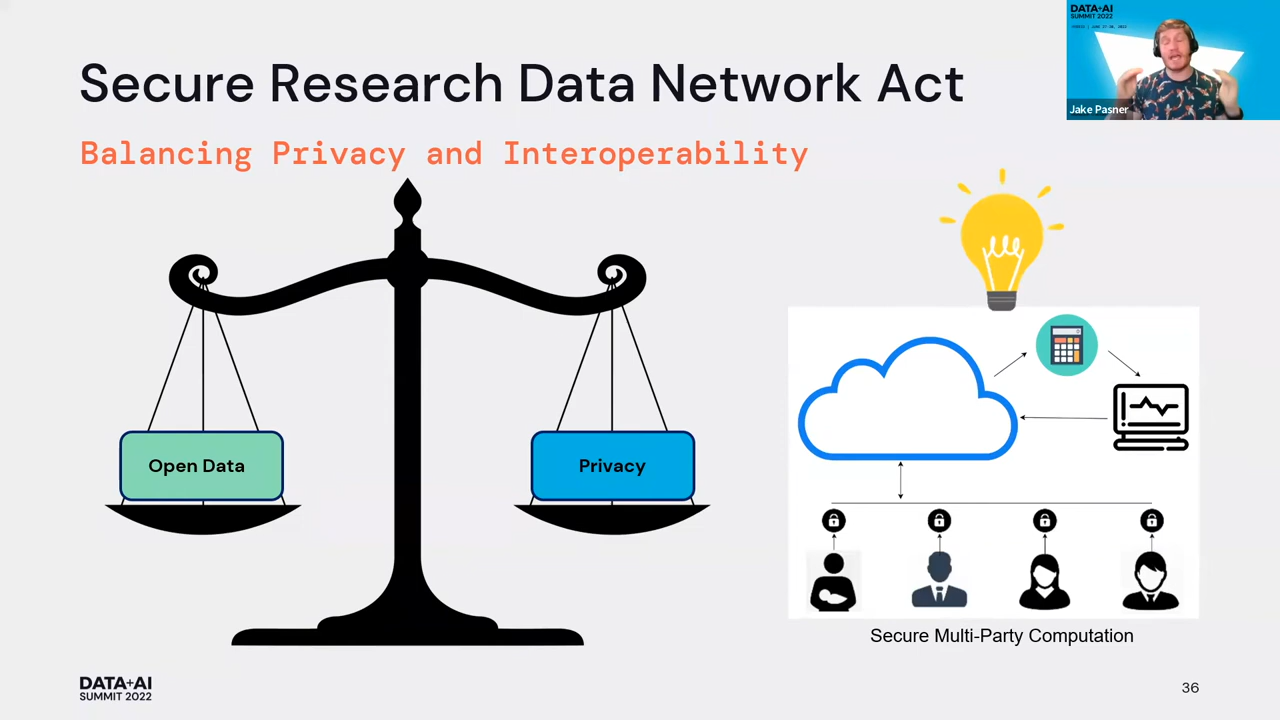 Secure Research Data Network Act
Balancing Privacy and Interoperability
DATA+AI
SUMMIT 2022
Jake Pasner
Open Data
Privacy
Secure Multi-Party Computation
DATA+AI
SUMMIT 2022
36